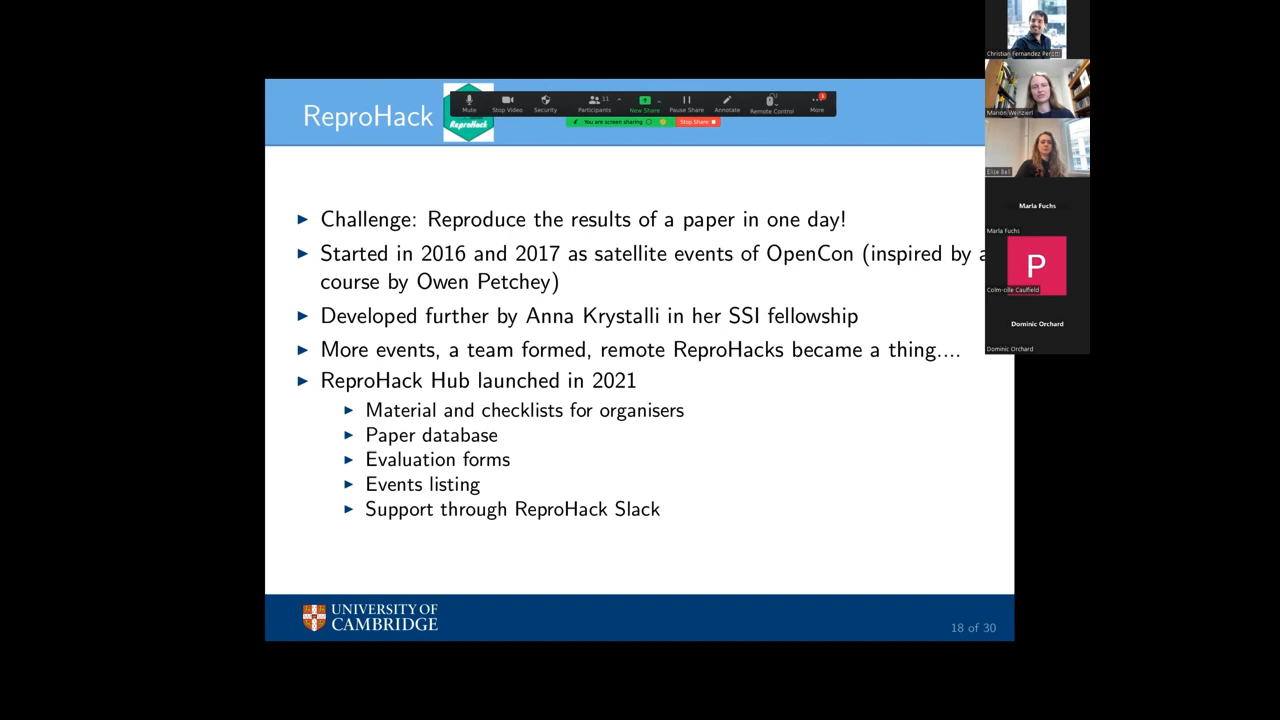 ReproHack
ReproHack
Mute
Stop Video
Security
Participants
11
New Share
Pause Share
Annotate
Remote Control
More
You are screen sharing
Stop Share
Challenge: Reproduce the results of a paper in one day!
Started in 2016 and 2017 as satellite events of OpenCon (inspired by a
course by Owen Petchey)
Developed further by Anna Krystalli in her SSI fellowship
More events, a team formed, remote ReproHacks became a thing....
ReproHack Hub launched in 2021
Material and checklists for organisers
Paper database
Evaluation forms
Events listing
Support through ReproHack Slack
UNIVERSITY OF
CAMBRIDGE
18 of 30
Christian Fernandez Perotti
Marion Weinzierl
Elise Bell
Marla Fuchs
Marla Fuchs
P
Colm-cille Caulfield
Dominic Orchard
Dominic Orchard